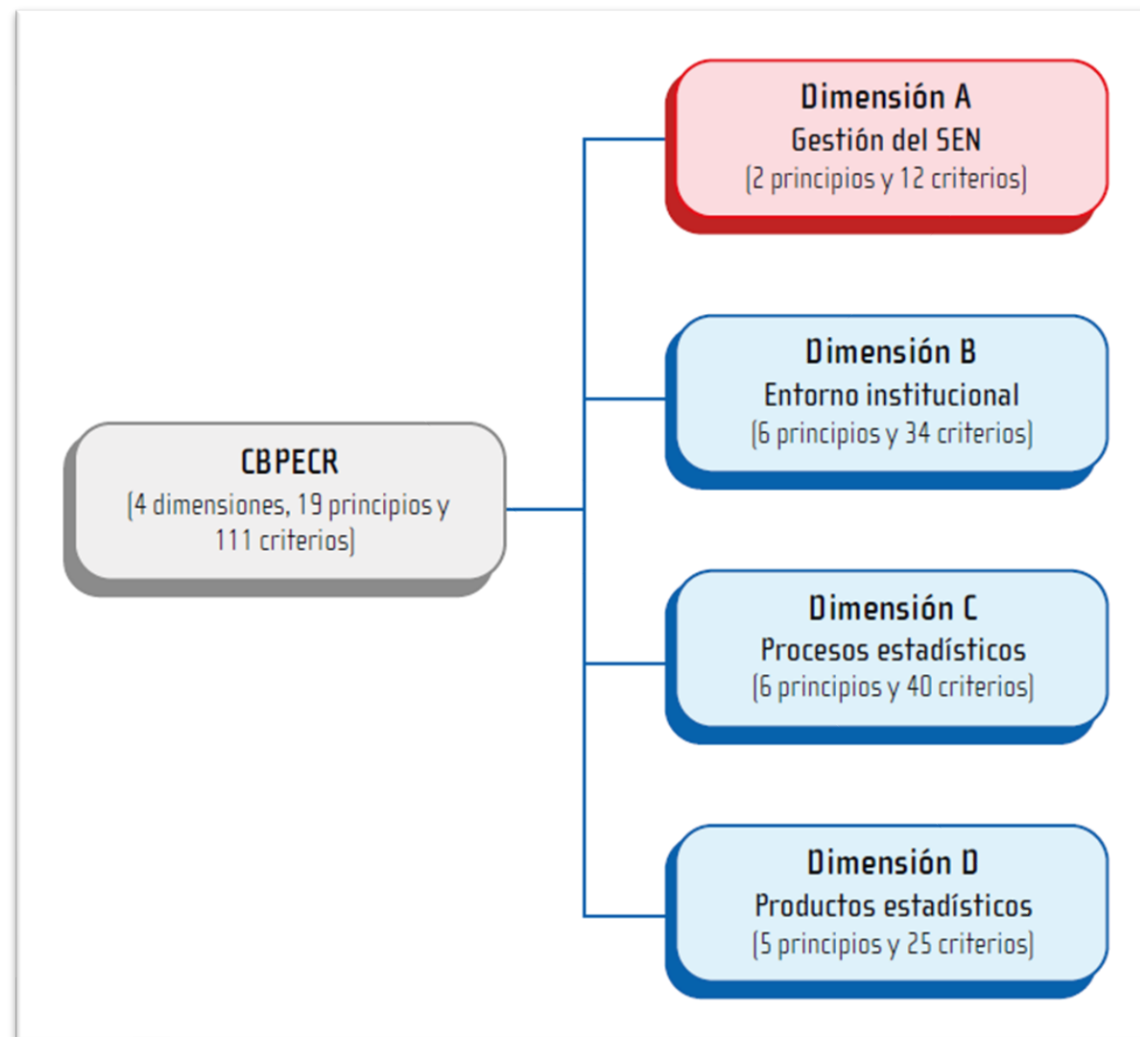 Dimensión A
Gestión del SEN
(2 principios y 12 criterios)
Dimensión B
Entorno institucional
(6 principios y 34 criterios)
CBPECR
(4 dimensiones, 19 principios y
111 criterios)
Dimensión C
Procesos estadísticos
(6 principios y 40 criterios)
Dimensión D
Productos estadísticos
(5 principios y 25 criterios)